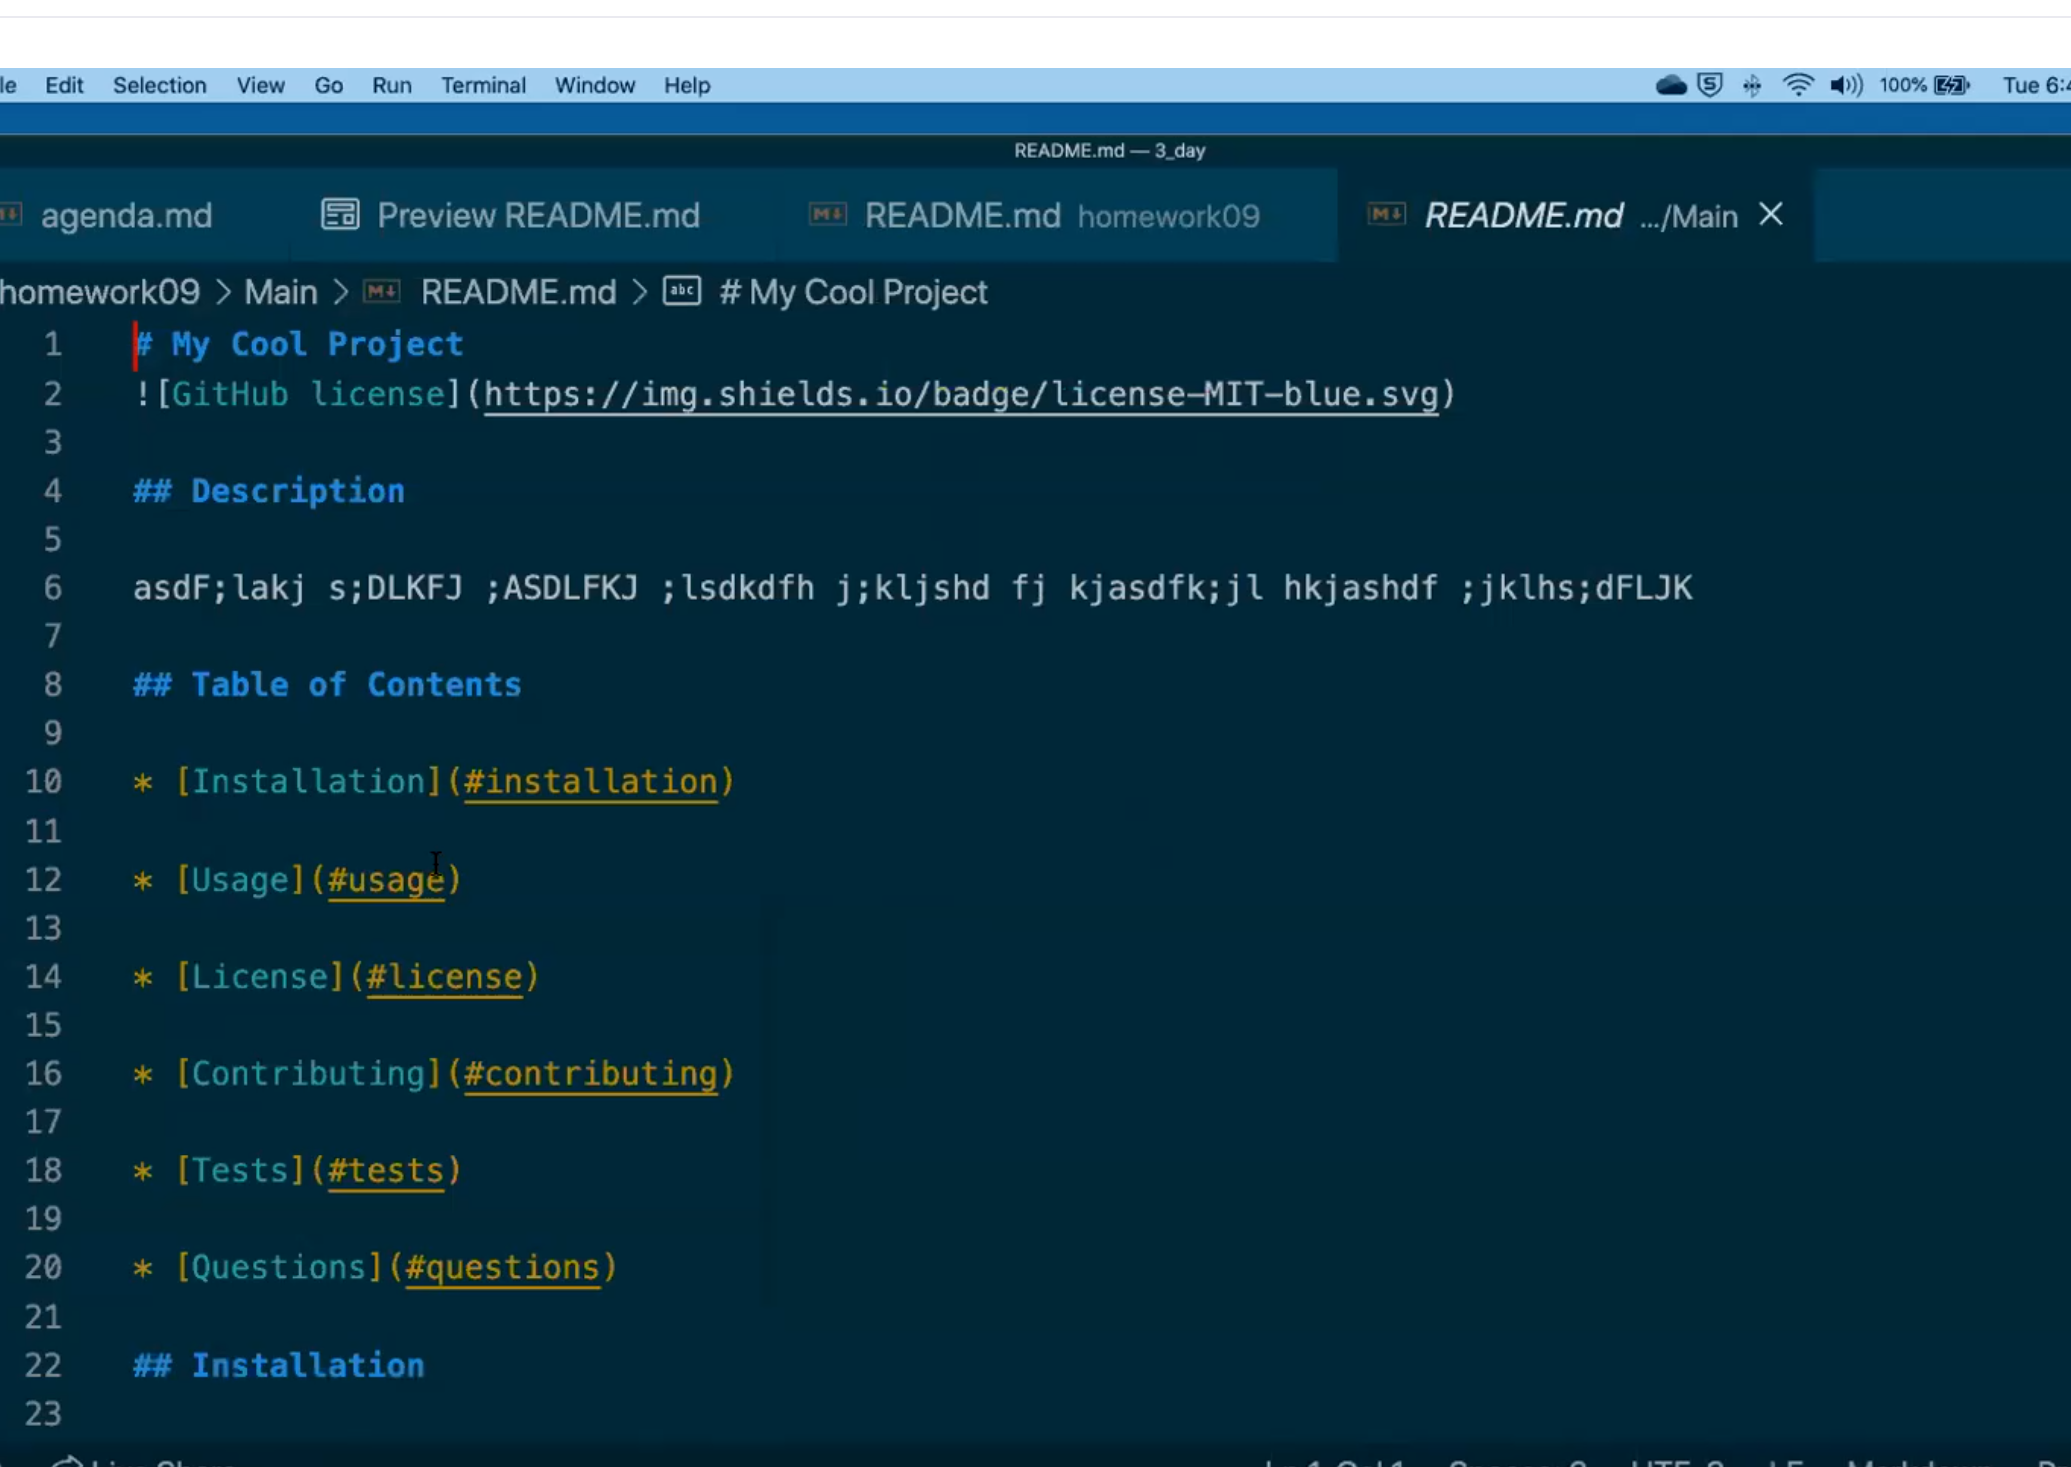 Edit Selection View Go Run Terminal Window Help 100% Tue
README.md — 3_day
agenda.md Preview README.md README.md homework09 README.md .../Main
homework09 > Main > README.md > # My Cool Project
1 # My Cool Project
2 ![GitHub license](https://img.shields.io/badge/license-MIT-blue.svg)
3
4 ## Description
5
6 asdF;lakj s;DLKFJ ;ASDLFKJ ;lsdkdfh j;kljshd fj kjasdfk;jl hkjashdf ;jklhs;dFLJK
7
8 ## Table of Contents
9
10 * [Installation](#installation)
11
12 * [Usage](#usage)
13
14 * [License](#license)
15
16 * [Contributing](#contributing)
17
18 * [Tests](#tests)
19
20 * [Questions](#questions)
21
22 ## Installation
23